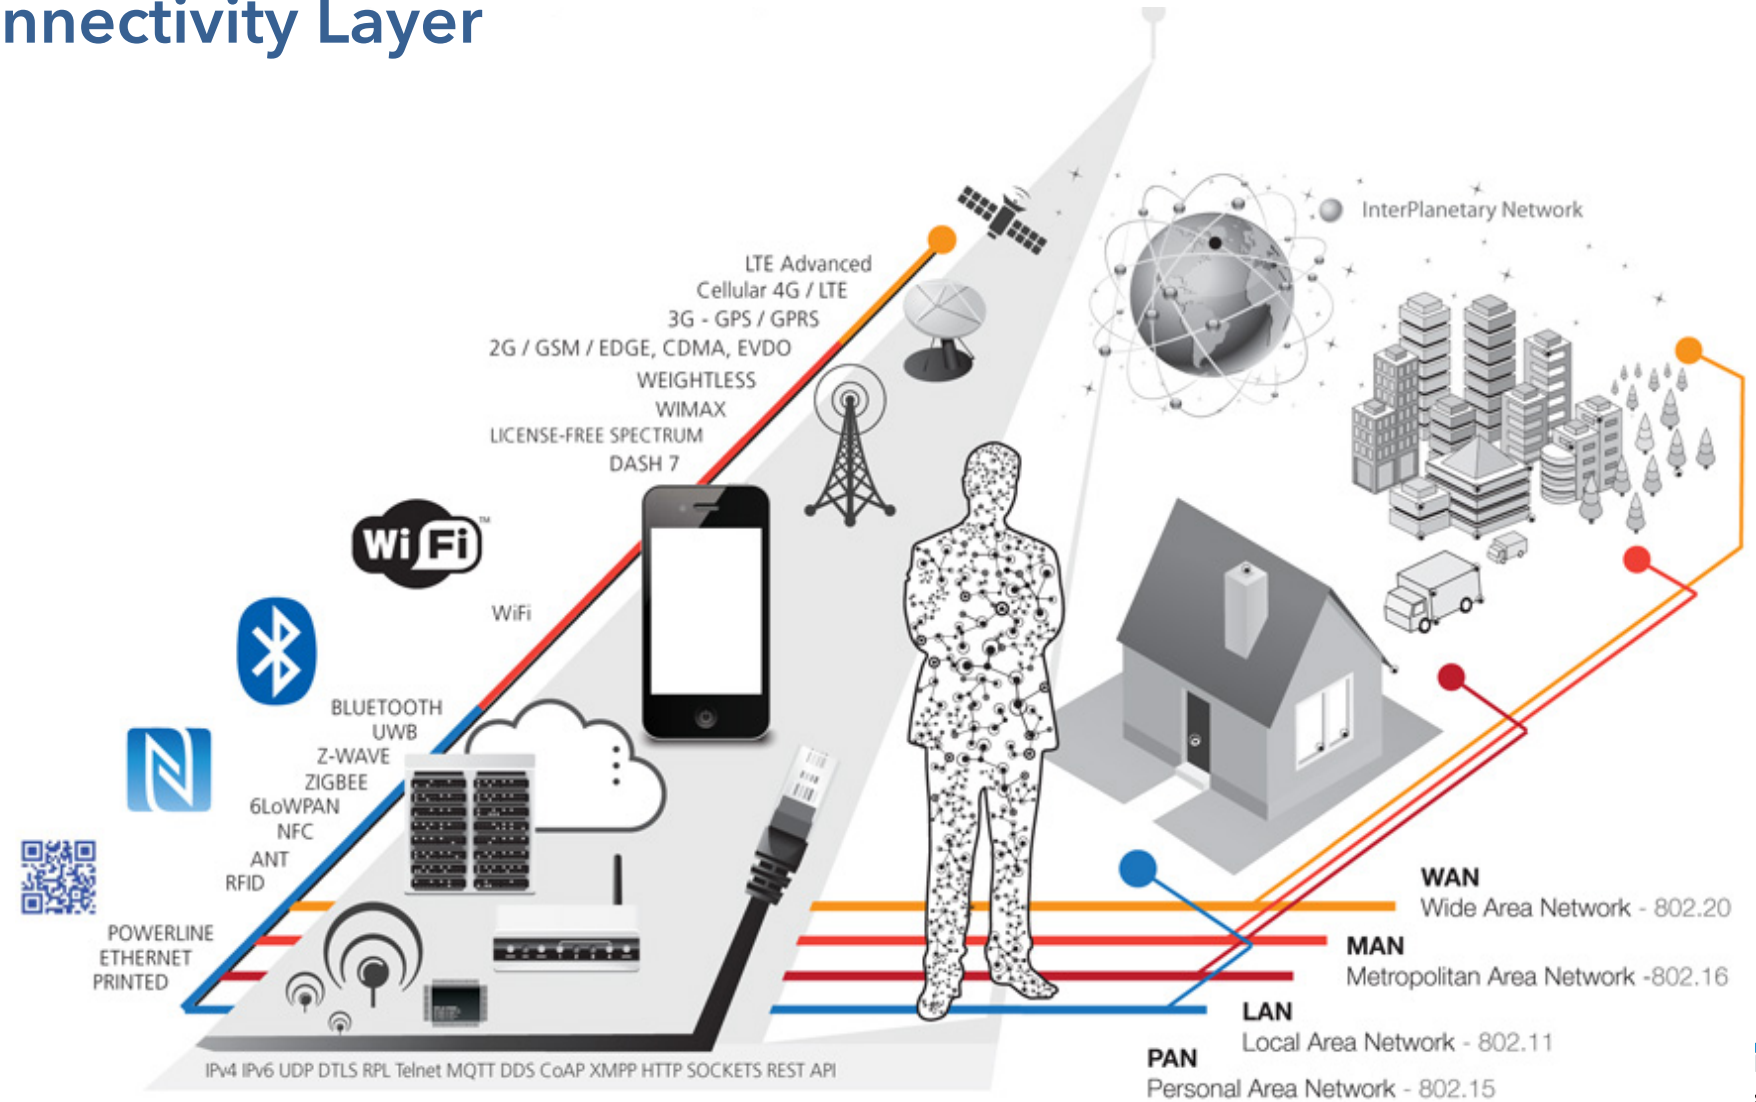 nnectivity Layer
InterPlanetary Network
LTE Advanced
Cellular 4G / LTE
3G - GPS / GPRS
2G / GSM / EDGE, CDMA, EVDO
WEIGHTLESS
WIMAX
LICENSE-FREE SPECTRUM
DASH 7
WiFi™
WiFi
BLUETOOTH
UWB
Z-WAVE
ZIGBEE
6LoWPAN
NFC
ANT
RFID
POWERLINE
ETHERNET
PRINTED
WAN
Wide Area Network - 802.20
MAN
Metropolitan Area Network -802.16
LAN
Local Area Network - 802.11
PAN
Personal Area Network - 802.15
IPv4 IPv6 UDP DTLS RPL Telnet MQTT DDS CoAP XMPP HTTP SOCKETS REST API